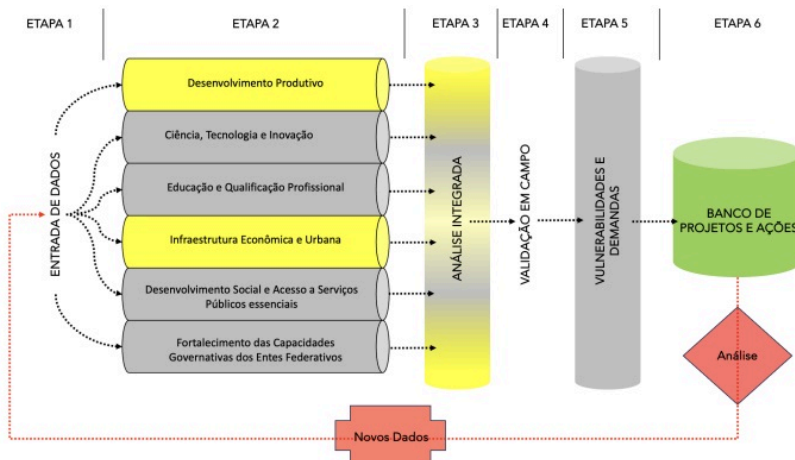 ETAPA 1
ETAPA 2
ETAPA 3
ETAPA 4
ETAPA 5
ETAPA 6
ENTRADA DE DADOS
Desenvolvimento Produtivo
Ciência, Tecnologia e Inovação
Educação e Qualificação Profissional
Infraestrutura Econômica e Urbana
Desenvolvimento Social e Acesso a Serviços
Públicos essenciais
Fortalecimento das Capacidades
Governativas dos Entes Federativos
ANÁLISE INTEGRADA
VALIDAÇÃO EM CAMPO
VULNERABILIDADES E
DEMANDAS
BANCO DE
PROJETOS E AÇÕES
Análise
Novos Dados